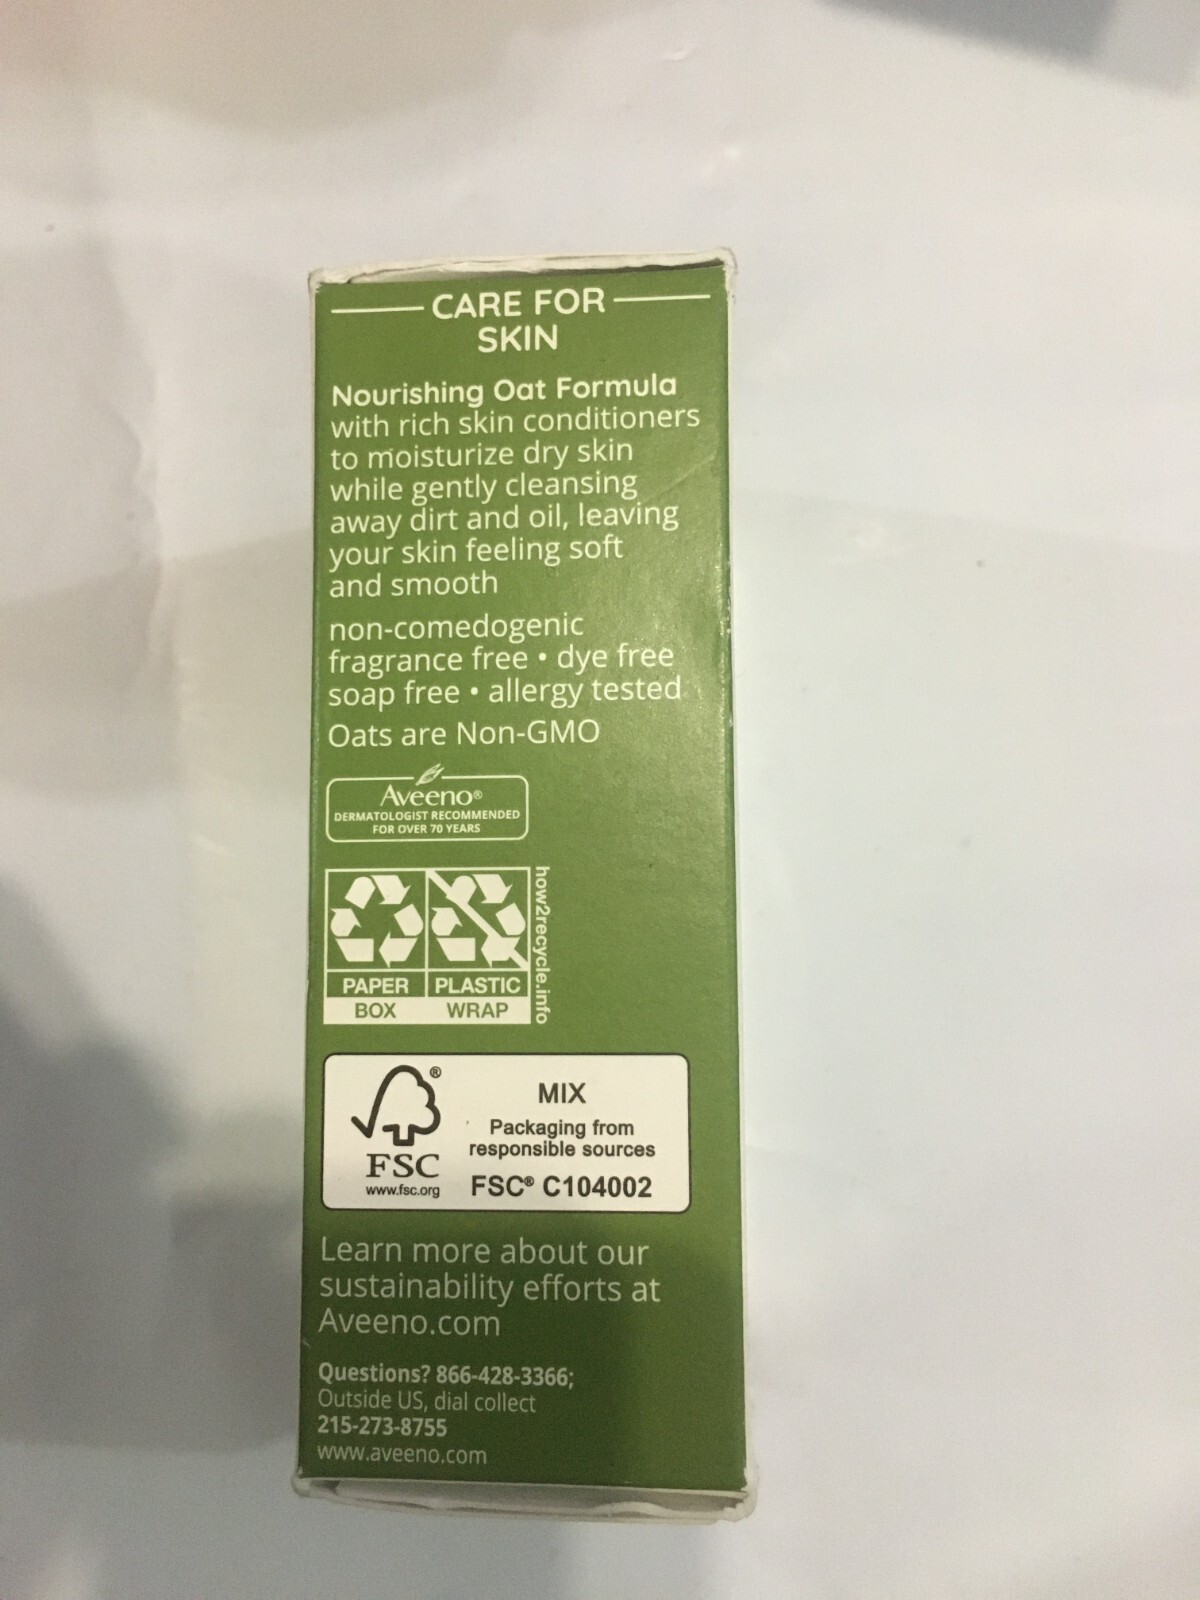 CARE FOR
SKIN
Nourishing Oat Formula
with rich skin conditioners
to moisturize dry skin
while gently cleansing
away dirt and oil, leaving
your skin feeling soft
and smooth
non-comedogenic
fragrance free • dye free
soap free • allergy tested
Oats are Non-GMO
Aveeno®
DERMATOLOGIST RECOMMENDED
FOR OVER 70 YEARS
PAPER
BOX
PLASTIC
WRAP
how2recycle.info
®
FSC
www.fsc.org
MIX
Packaging from
responsible sources
FSC® C104002
Learn more about our
sustainability efforts at
Aveeno.com
Questions? 866-428-3366;
Outside US, dial collect
215-273-8755
www.aveeno.com